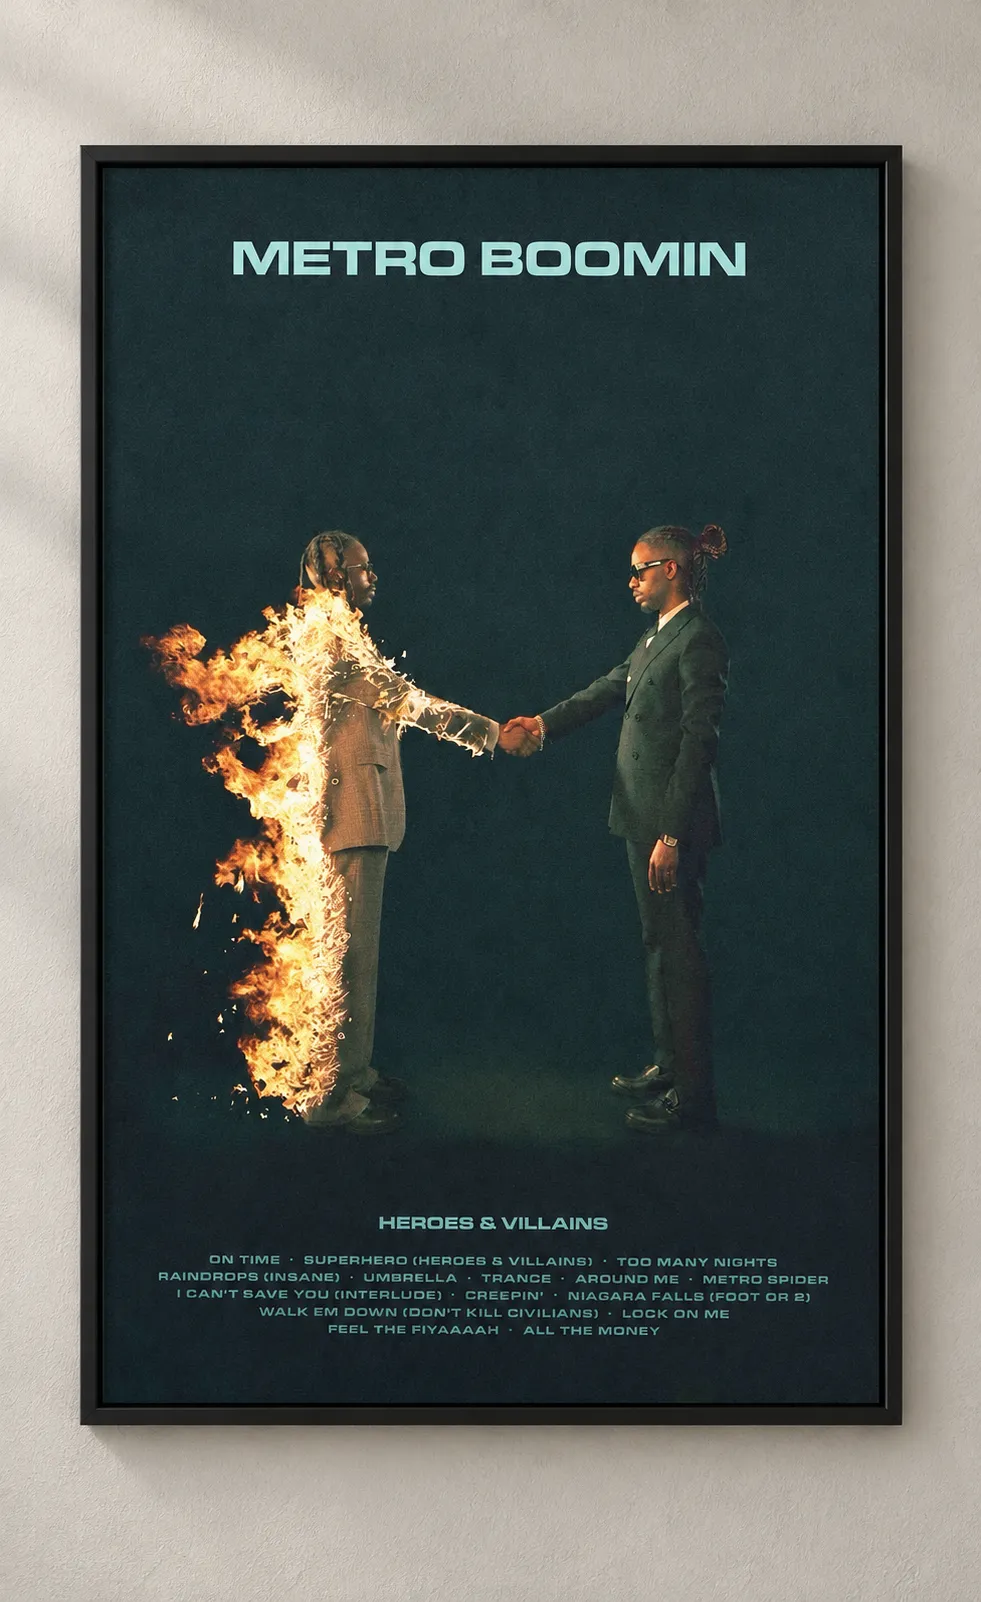 METRO BOOMIN
HEROES & VILLAINS
ON TIME · SUPERHERO (HEROES & VILLAINS) · TOO MANY NIGHTS
RAINDROPS (INSANE) · UMBRELLA · TRANCE · AROUND ME · METRO SPIDER
I CAN'T SAVE YOU (INTERLUDE) · CREEPIN' · NIAGARA FALLS (FOOT OR 2)
WALK EM DOWN (DON'T KILL CIVILIANS) · LOCK ON ME
FEEL THE FIYAAAAH · ALL THE MONEY